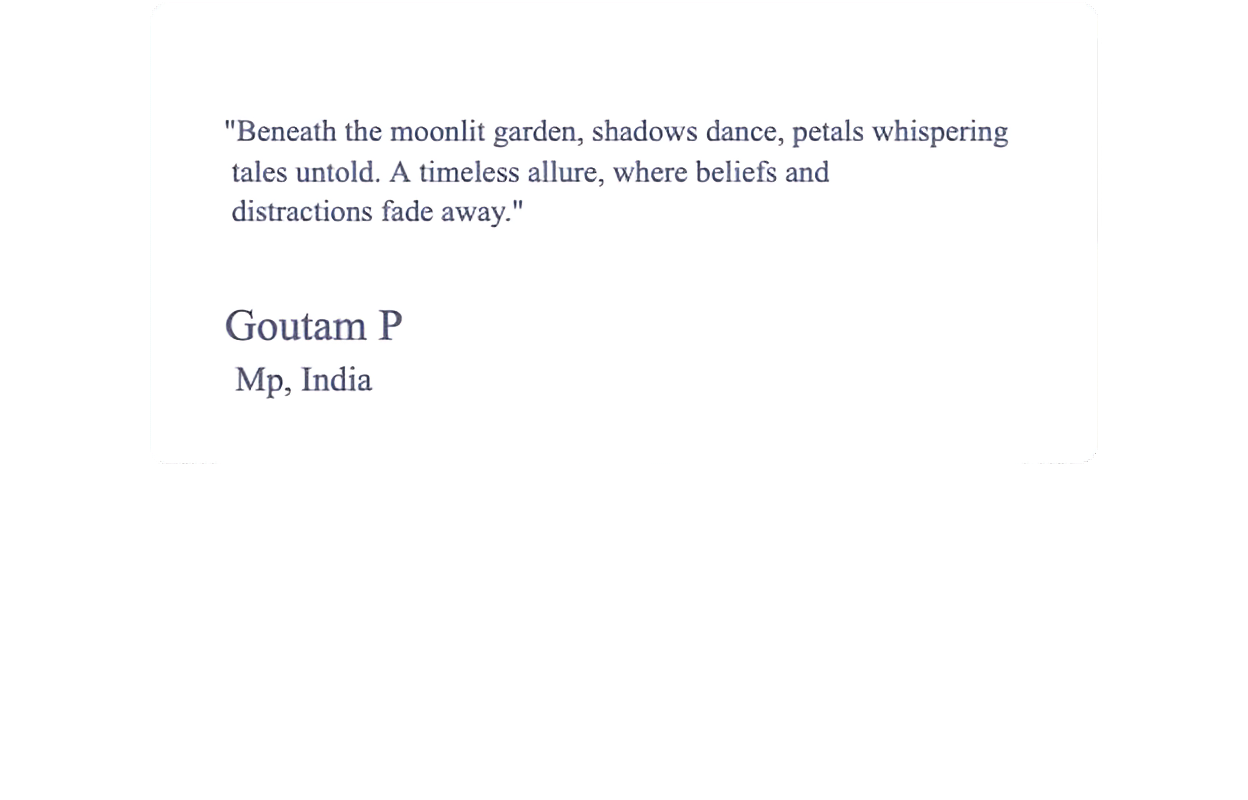 "Beneath the moonlit garden, shadows dance, petals whispering
tales untold. A timeless allure, where beliefs and
distractions fade away."
Goutam P
Mp, India